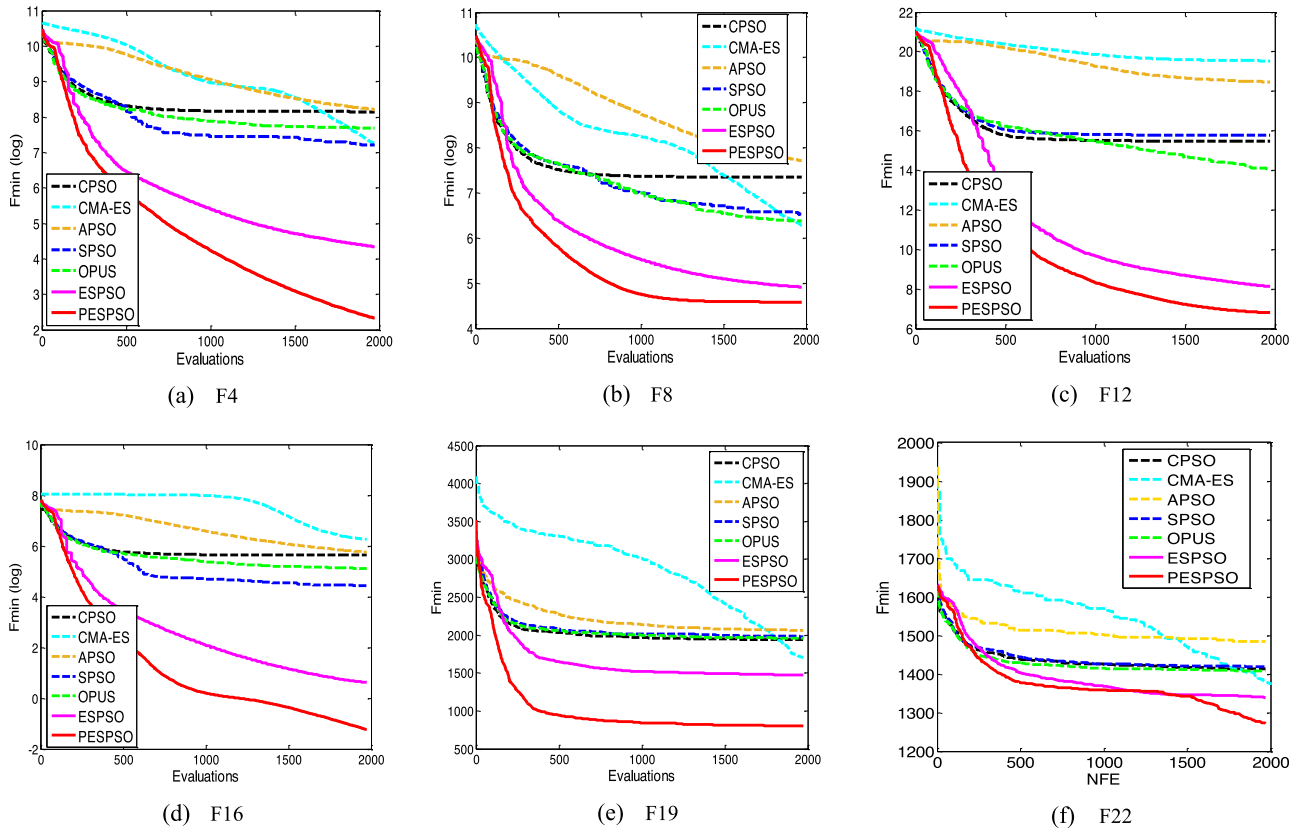 11
10
9
8
7
6
5
4
3
2
Fmin (log)
0
500
1000
1500
2000
Evaluations
CPSO
CMA-ES
APSO
SPSO
OPUS
ESPSO
PESPSO
(a) F4
11
10
9
8
7
6
5
4
Fmin (log)
0
500
1000
1500
2000
Evaluations
CPSO
CMA-ES
APSO
SPSO
OPUS
ESPSO
PESPSO
(b) F8
22
20
18
16
14
12
10
8
6
Fmin (log)
0
500
1000
1500
2000
Evaluations
CPSO
CMA-ES
APSO
SPSO
OPUS
ESPSO
PESPSO
(c) F12
10
8
6
4
2
0
-2
Fmin (log)
0
500
1000
1500
2000
Evaluations
CPSO
CMA-ES
APSO
SPSO
OPUS
ESPSO
PESPSO
(d) F16
4500
4000
3500
3000
2500
2000
1500
1000
500
Fmin
0
500
1000
1500
2000
Evaluations
CPSO
CMA-ES
APSO
SPSO
OPUS
ESPSO
PESPSO
(e) F19
2000
1900
1800
1700
1600
1500
1400
1300
1200
Fmin
0
500
1000
1500
2000
NFE
CPSO
CMA-ES
APSO
SPSO
OPUS
ESPSO
PESPSO
(f) F22